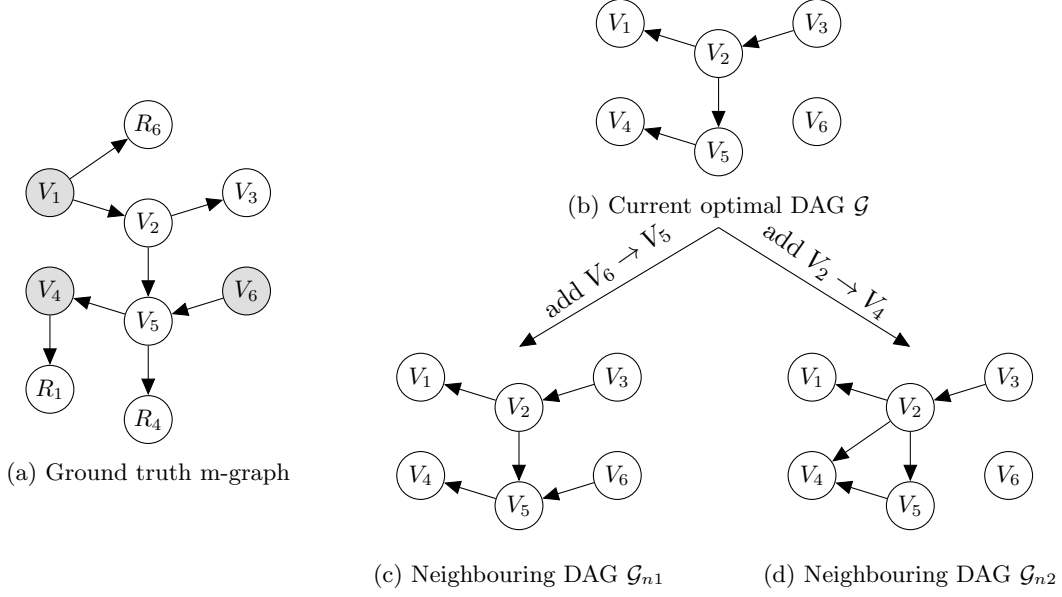 R₆
V₁
V₂
V₃
V₄
V₅
V₆
R₁
R₄
(a) Ground truth m-graph
V₁
V₂
V₃
V₄
V₅
V₆
(b) Current optimal DAG 𝒢
add V₆ → V₅
add V₂ → V₄
V₁
V₂
V₃
V₄
V₅
V₆
(c) Neighbouring DAG 𝒢ₙ₁
V₁
V₂
V₃
V₄
V₅
V₆
(d) Neighbouring DAG 𝒢ₙ₂